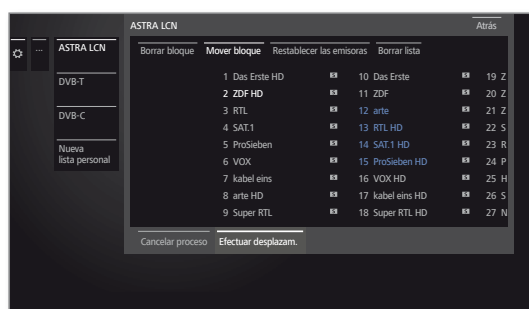 ASTRA LCN Atrás
... ASTRA LCN
DVB-T
DVB-C
Nueva
lista personal
Borrar bloque Mover bloque Restablecer las emisoras Borrar lista
1 Das Erste HD S 10 Das Erste S 19 Z
2 ZDF HD S 11 ZDF S 20 Z
3 RTL S 12 arte S 21 Z
4 SAT.1 S 13 RTL HD S 22 S
5 ProSieben S 14 SAT.1 HD S 23 R
6 VOX S 15 ProSieben HD S 24 P
7 kabel eins S 16 VOX HD S 25 H
8 arte HD S 17 kabel eins HD S 26 S
9 Super RTL S 18 Super RTL HD S 27 N
Cancelar proceso Efectuar desplazam.